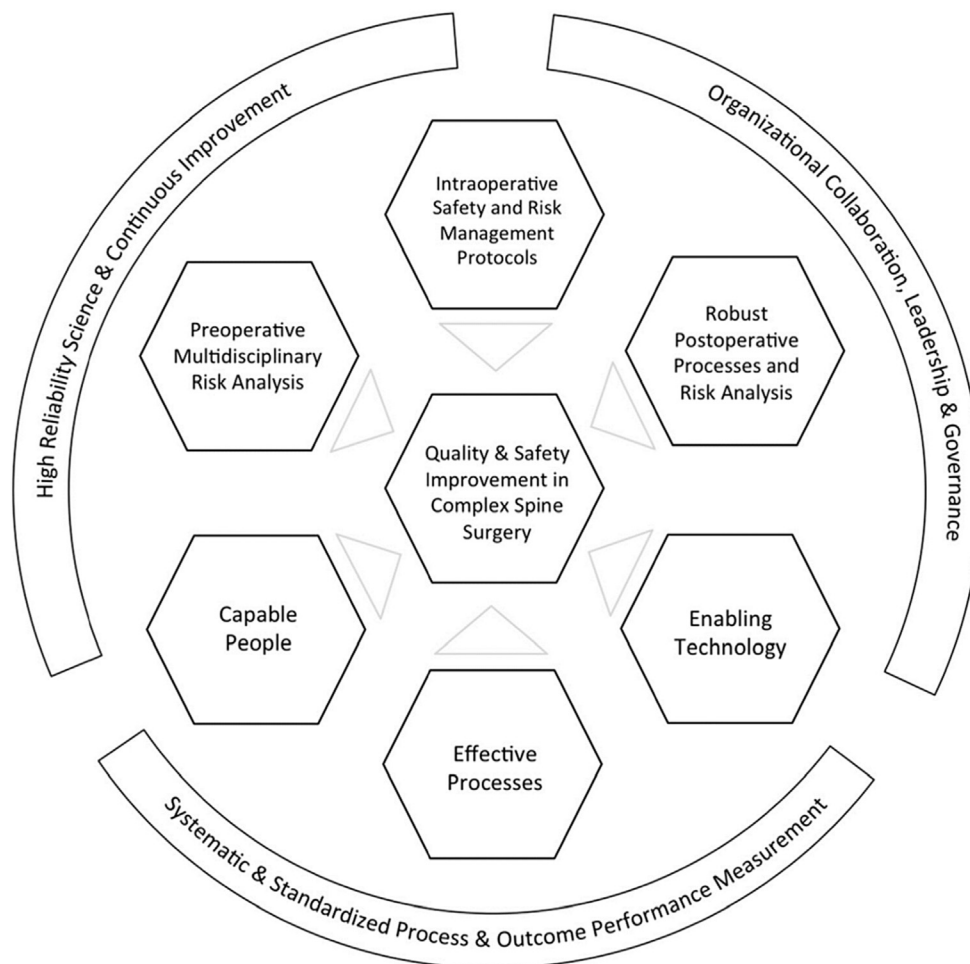 High Reliability Science & Continuous Improvement
Organizational Collaboration, Leadership & Governance
Intraoperative
Safety and Risk
Management
Protocols
Preoperative
Multidisciplinary
Risk Analysis
Robust
Postoperative
Processes and
Risk Analysis
Quality & Safety
Improvement in
Complex Spine
Surgery
Capable
People
Enabling
Technology
Effective
Processes
Systematic & Standardized Process & Outcome Performance Measurement